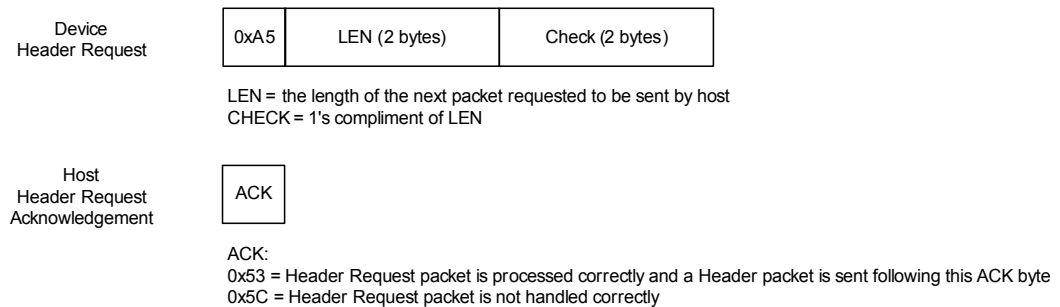 Device
Header Request
0xA5
LEN (2 bytes)
Check (2 bytes)
LEN = the length of the next packet requested to be sent by host
CHECK = 1's compliment of LEN
Host
Header Request
Acknowledgement
ACK
ACK:
0x53 = Header Request packet is processed correctly and a Header packet is sent following this ACK byte
0x5C = Header Request packet is not handled correctly